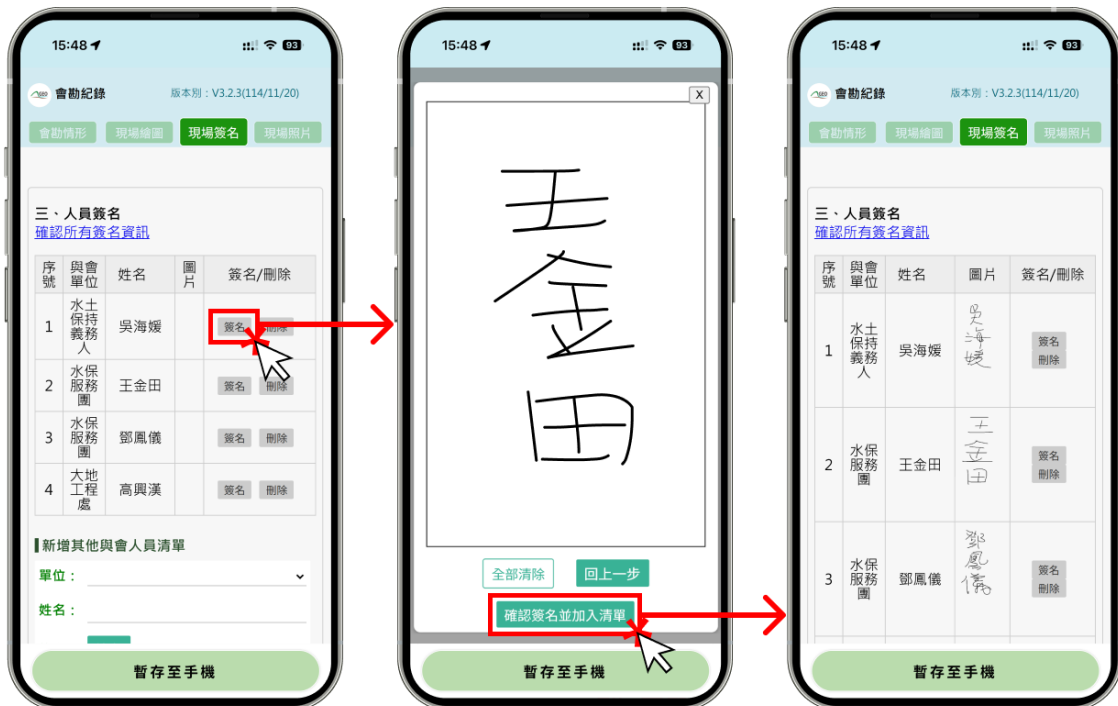 15:48
93
會勘紀錄
版本別：V3.2.3(114/11/20)
會勘情形 現場繪圖 現場簽名 現場照片
三、人員簽名
確認所有簽名資訊
序號 與會單位 姓名 圖片 簽名/刪除
1 水土保持義務人 吳海媛 簽名 刪除
2 水保服務團 王金田 簽名 刪除
3 水保服務團 鄧鳳儀 簽名 刪除
4 大地工程處 高興漢 簽名 刪除
新增其他與會人員清單
單位：
姓名：
暫存至手機
15:48
93
X
王金田
全部清除 回上一步
確認簽名並加入清單
暫存至手機
15:48
93
會勘紀錄
版本別：V3.2.3(114/11/20)
會勘情形 現場繪圖 現場簽名 現場照片
三、人員簽名
確認所有簽名資訊
序號 與會單位 姓名 圖片 簽名/刪除
1 水土保持義務人 吳海媛 吳海媛 簽名 刪除
2 水保服務團 王金田 王金田 簽名 刪除
3 水保服務團 鄧鳳儀 鄧鳳儀 簽名 刪除
暫存至手機